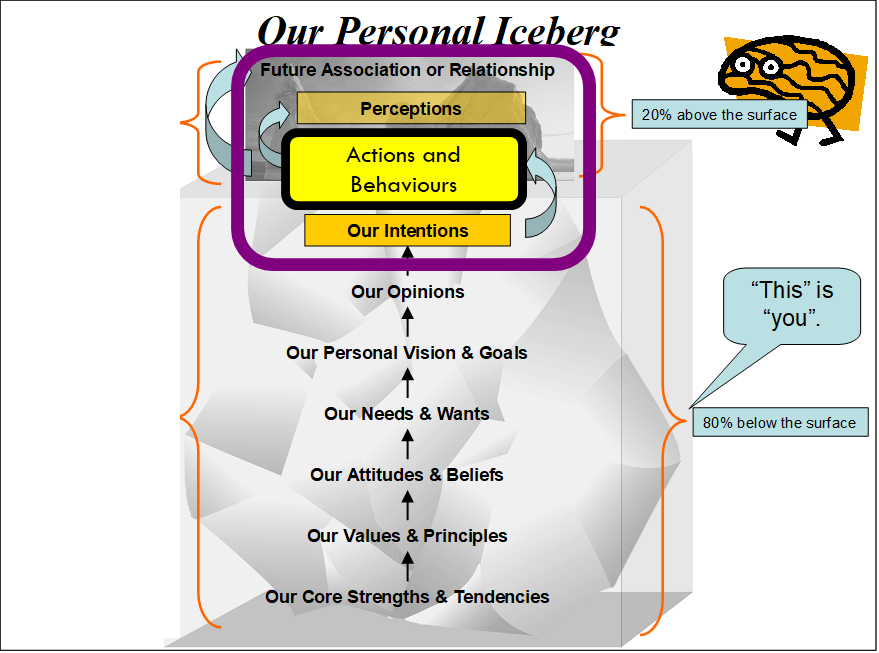 Our Personal Iceberg
Future Association or Relationship
Perceptions
20% above the surface
Actions and
Behaviours
Our Intentions
Our Opinions
“This” is
“you”.
Our Personal Vision & Goals
Our Needs & Wants
80% below the surface
Our Attitudes & Beliefs
Our Values & Principles
Our Core Strengths & Tendencies